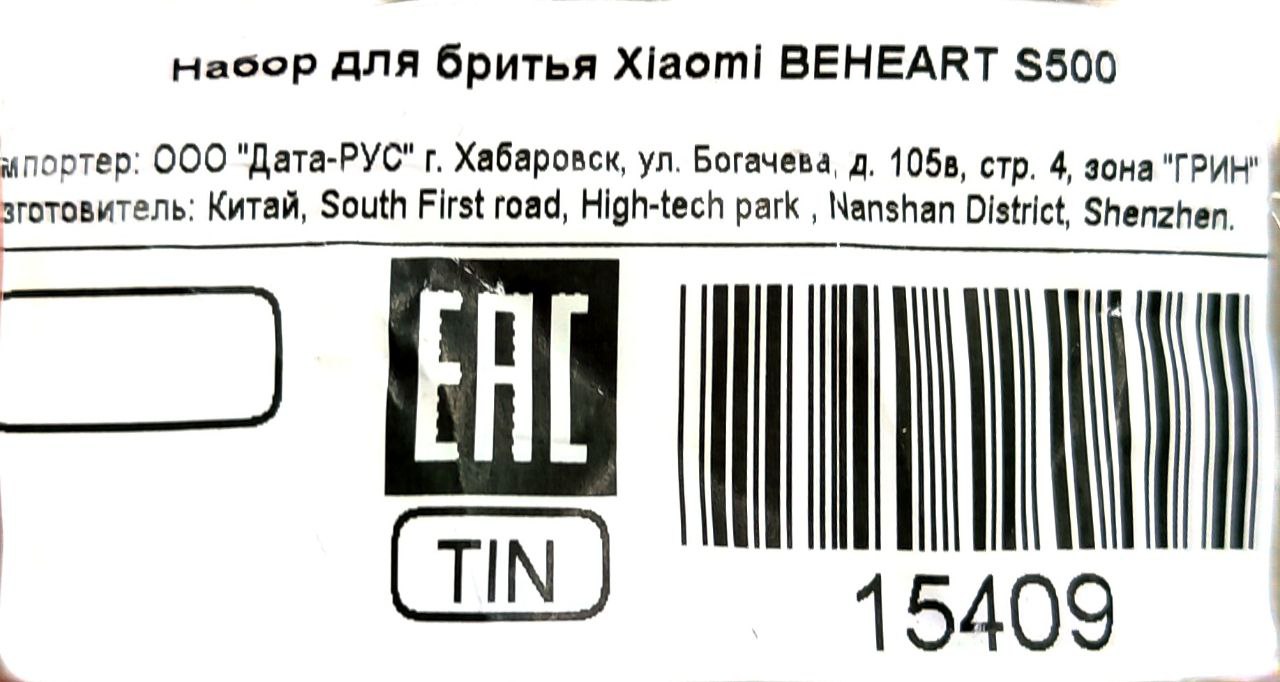 Набор для бритья Xiaomi BEHEART S500
мпортер: ООО "Дата-РУС" г. Хабаровск, ул. Богачева, д. 105в, стр. 4, зона "ГРИН"
зготовитель: Китай, South First road, High-tech park , Nanshan District, Shenzhen.
EAC
TIN
15409